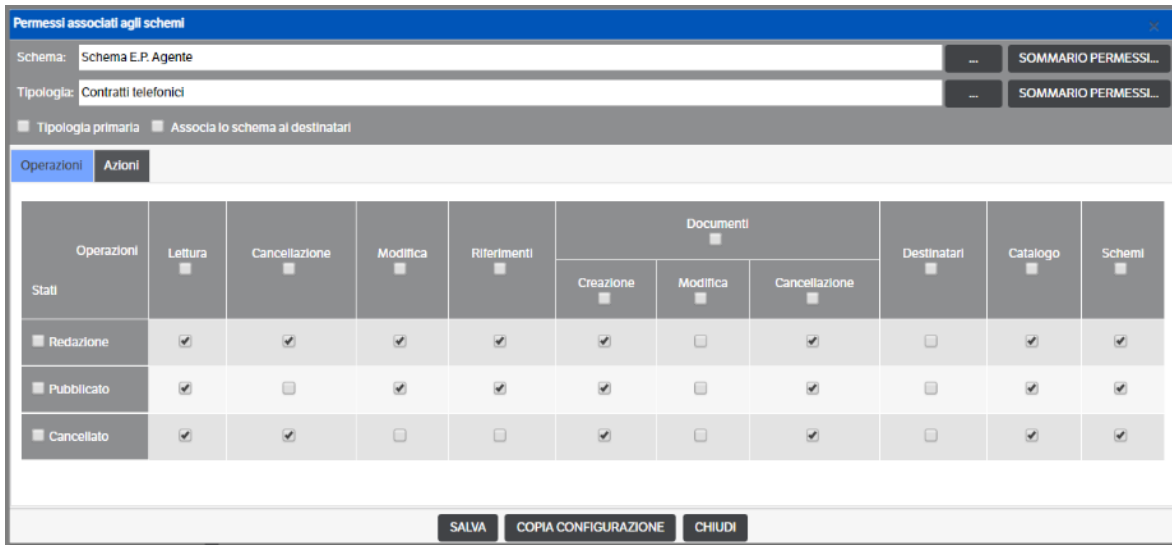 Permessi associati agli schemi
Schema: Schema E.P. Agente ... SOMMARIO PERMESSI...
Tipologia: Contratti telefonici ... SOMMARIO PERMESSI...
Tipologia primaria Associa lo schema ai destinatari
Operazioni Azioni
Operazioni Lettura Cancellazione Modifica Riferimenti Documenti Destinatari Catalogo Schemi
Stati Creazione Modifica Cancellazione
Redazione
Pubblicato
Cancellato
SALVA COPIA CONFIGURAZIONE CHIUDI